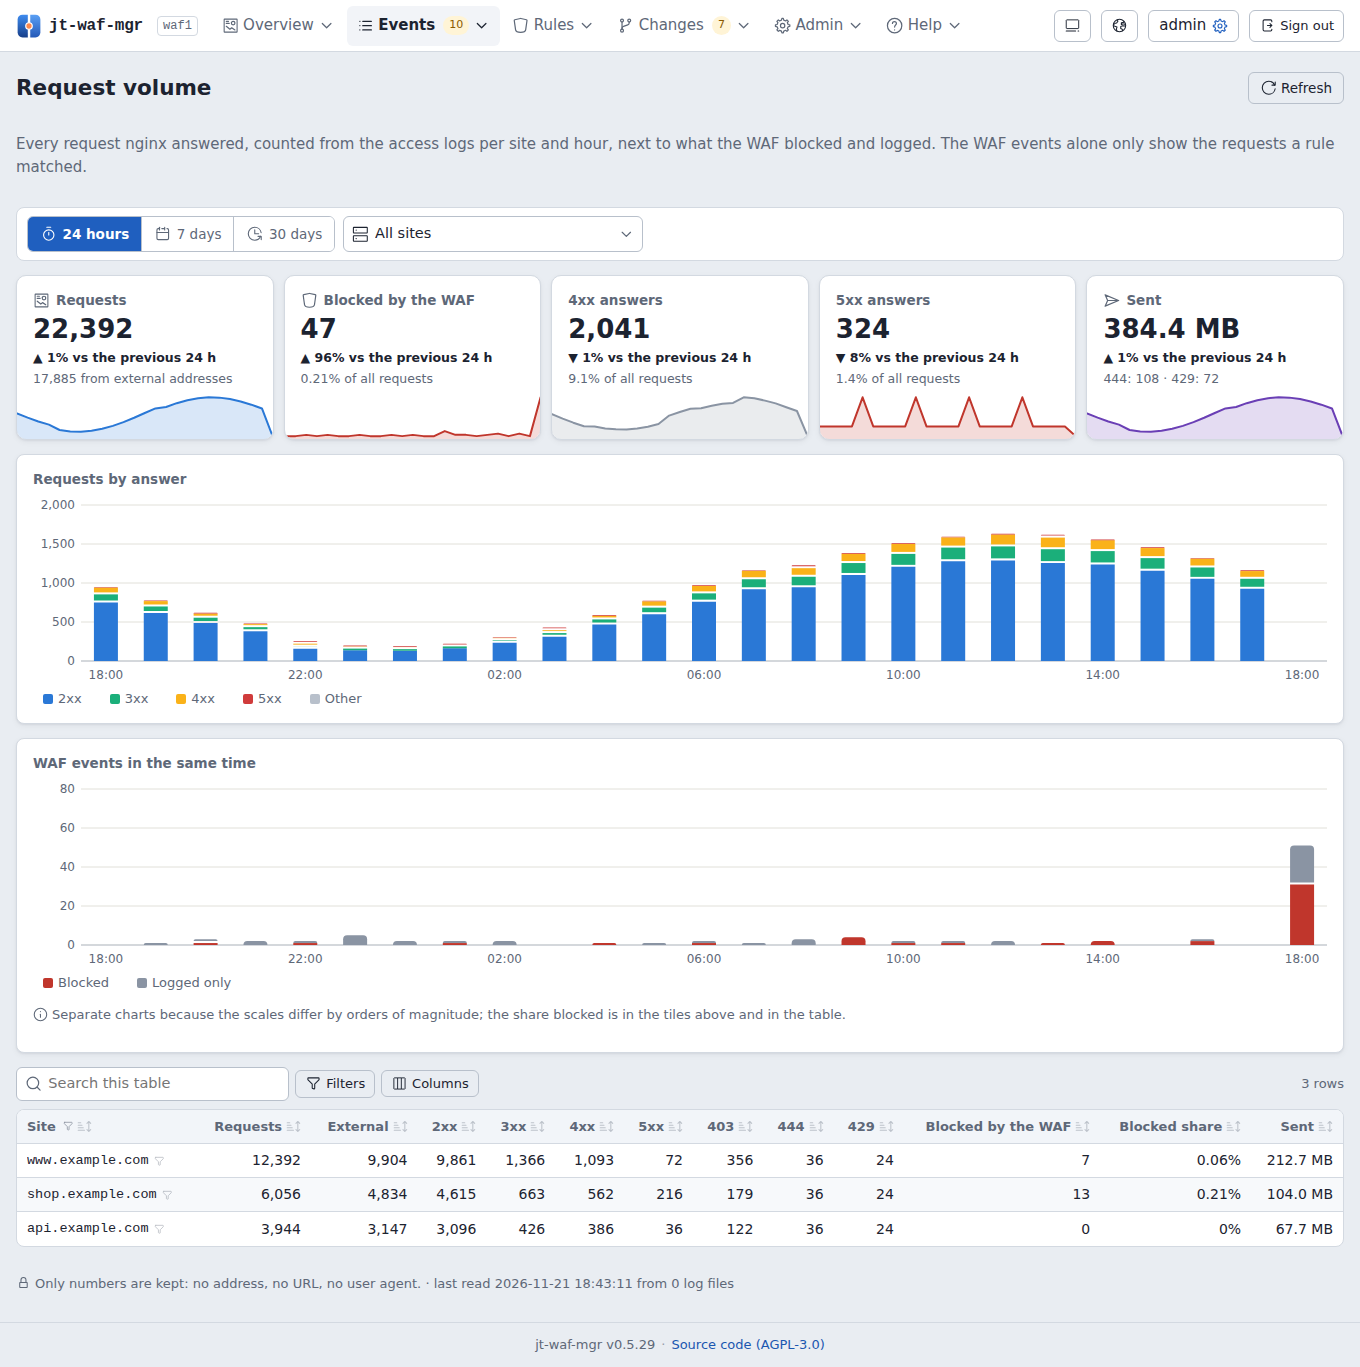 jt-waf-mgr waf1 Overview Events 10 Rules Changes 7 Admin Help admin Sign out
Request volume
Refresh
Every request nginx answered, counted from the access logs per site and hour, next to what the WAF blocked and logged. The WAF events alone only show the requests a rule
matched.
24 hours 7 days 30 days All sites
Requests
22,392
▲ 1% vs the previous 24 h
17,885 from external addresses
Blocked by the WAF
47
▲ 96% vs the previous 24 h
0.21% of all requests
4xx answers
2,041
▼ 1% vs the previous 24 h
9.1% of all requests
5xx answers
324
▼ 8% vs the previous 24 h
1.4% of all requests
Sent
384.4 MB
▲ 1% vs the previous 24 h
444: 108 · 429: 72
Requests by answer
2,000
1,500
1,000
500
0
18:00 22:00 02:00 06:00 10:00 14:00 18:00
2xx 3xx 4xx 5xx Other
WAF events in the same time
80
60
40
20
0
18:00 22:00 02:00 06:00 10:00 14:00 18:00
Blocked Logged only
Separate charts because the scales differ by orders of magnitude; the share blocked is in the tiles above and in the table.
Search this table Filters Columns 3 rows
Site Requests External 2xx 3xx 4xx 5xx 403 444 429 Blocked by the WAF Blocked share Sent
www.example.com 12,392 9,904 9,861 1,366 1,093 72 356 36 24 7 0.06% 212.7 MB
shop.example.com 6,056 4,834 4,615 663 562 216 179 36 24 13 0.21% 104.0 MB
api.example.com 3,944 3,147 3,096 426 386 36 122 36 24 0 0% 67.7 MB
Only numbers are kept: no address, no URL, no user agent. · last read 2026-11-21 18:43:11 from 0 log files
jt-waf-mgr v0.5.29 · Source code (AGPL-3.0)